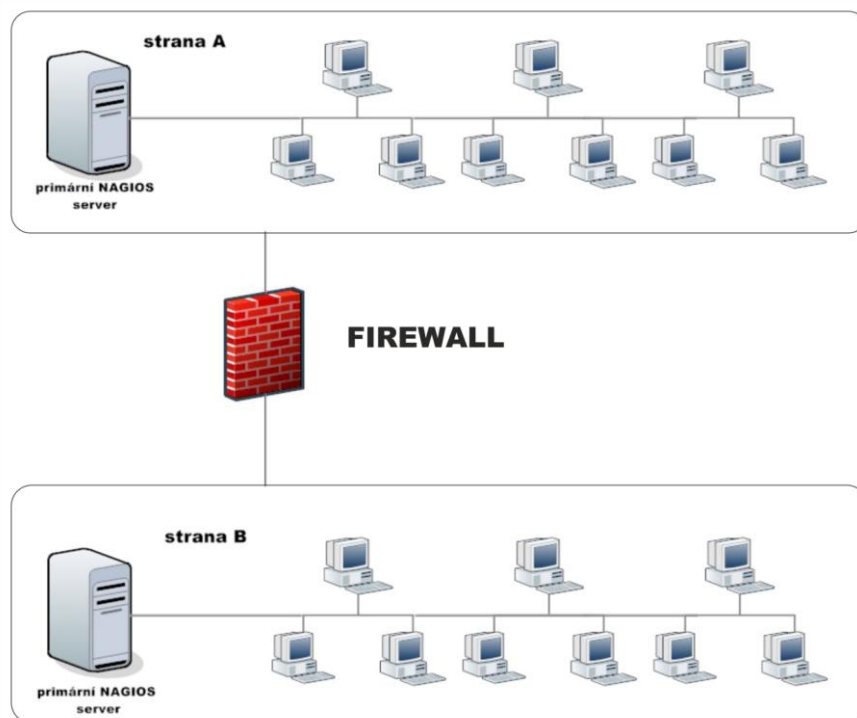 strana A
primární NAGIOS
server
FIREWALL
strana B
primární NAGIOS
server